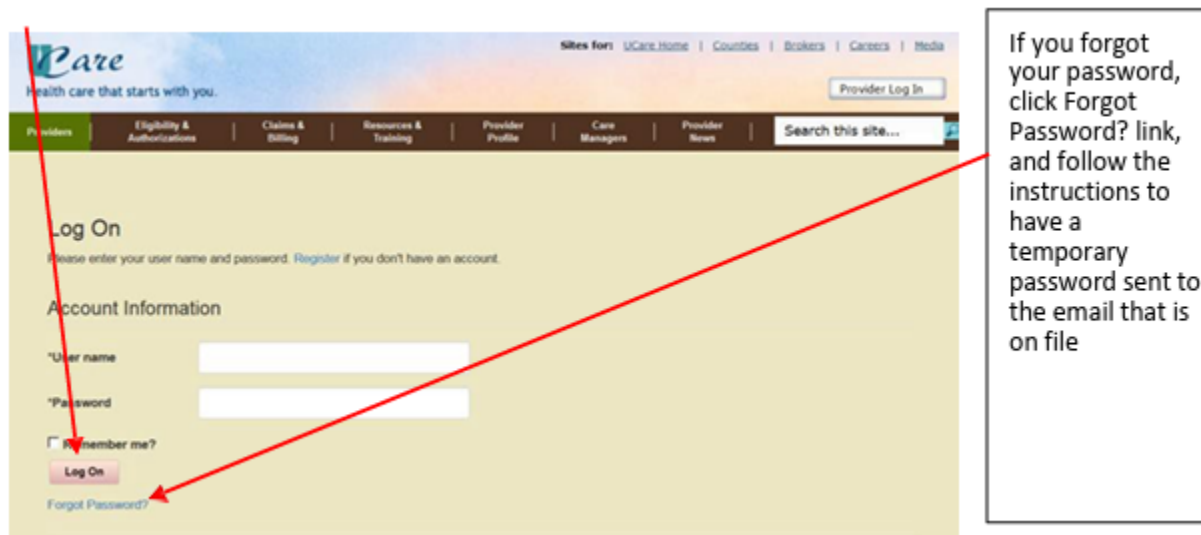 UCare
Health care that starts with you.
Sites for: UCare Home | Counties | Brokers | Careers | Media
Provider Log In
Providers | Eligibility & Authorizations | Claims & Billing | Resources & Training | Provider Profile | Care Managers | Provider News | Search this site...
Log On
Please enter your user name and password. Register if you don't have an account.
Account Information
*User name
*Password
Remember me?
Log On
Forgot Password?
If you forgot
your password,
click Forgot
Password? link,
and follow the
instructions to
have a
temporary
password sent to
the email that is
on file